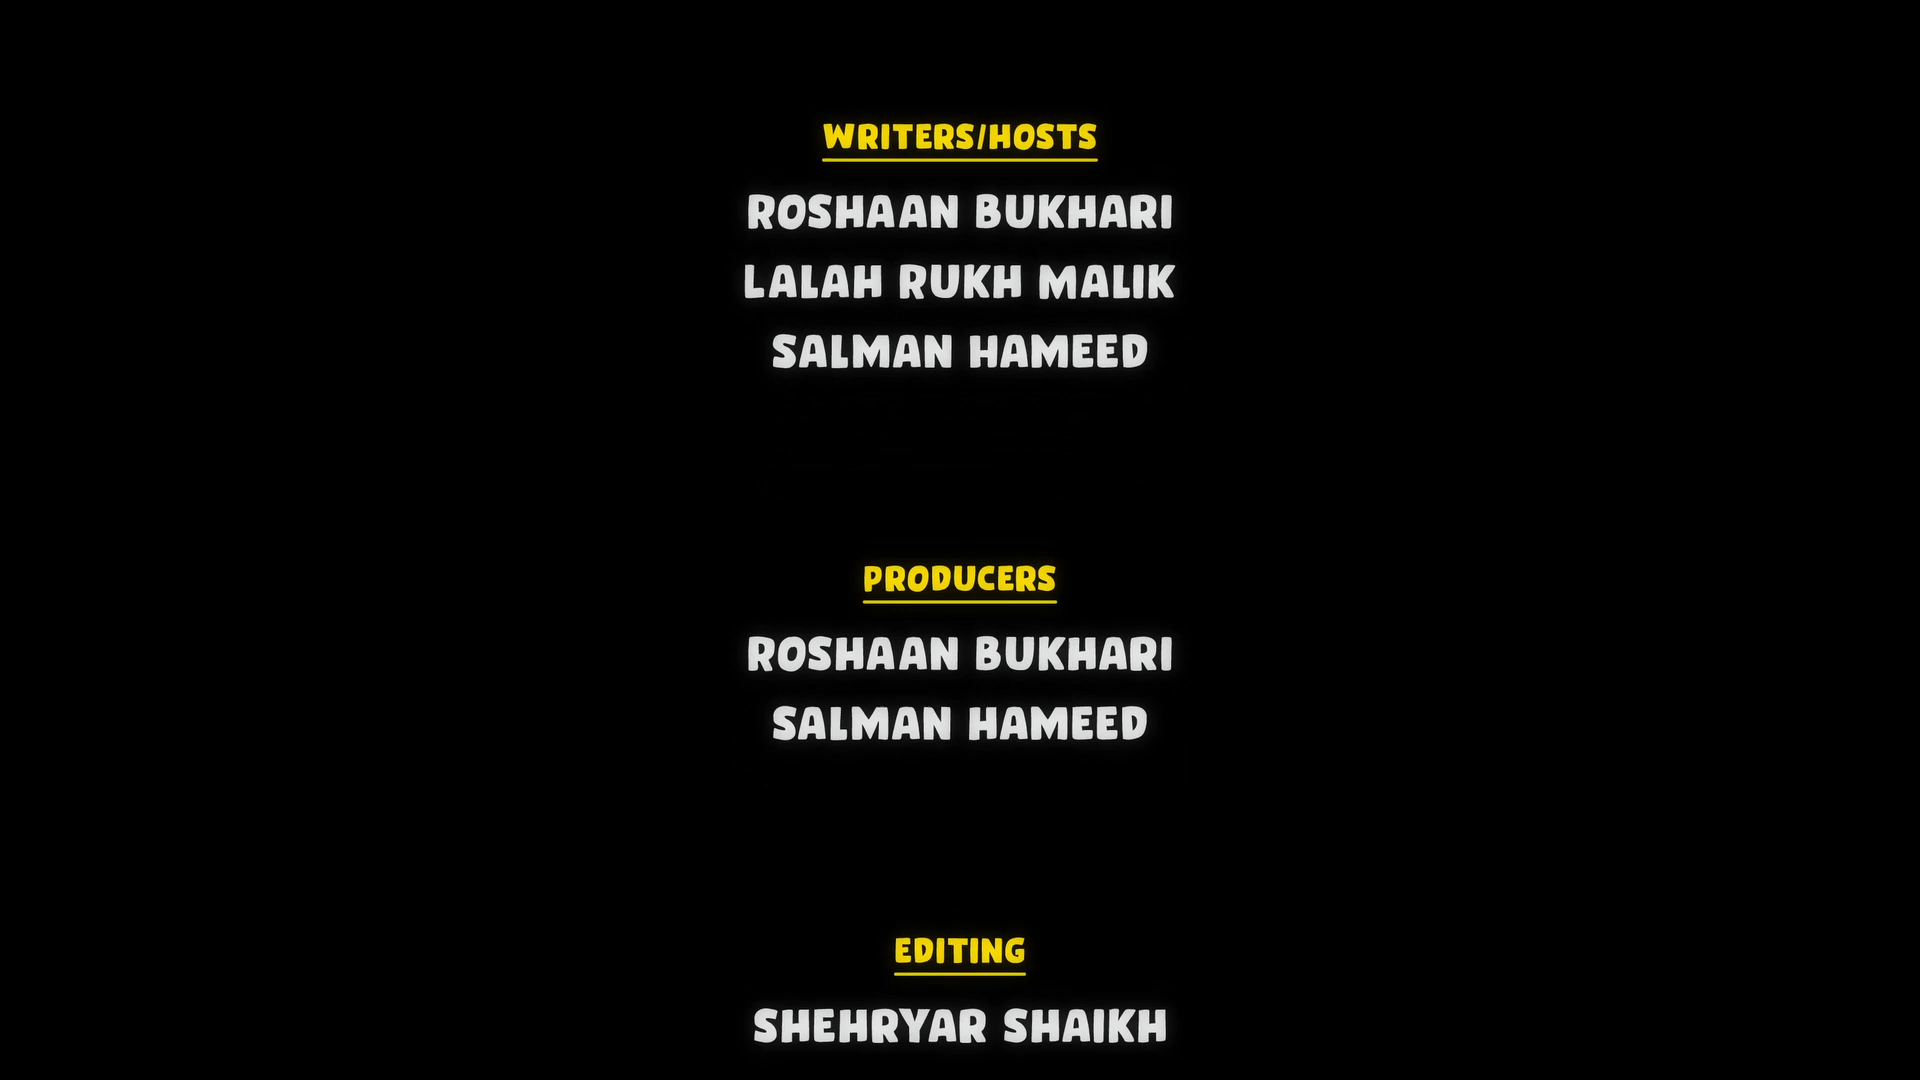 WRITERS/HOSTS
ROSHAAN BUKHARI
LALAH RUKH MALIK
SALMAN HAMEED
PRODUCERS
ROSHAAN BUKHARI
SALMAN HAMEED
EDITING
SHEHRYAR SHAIKH